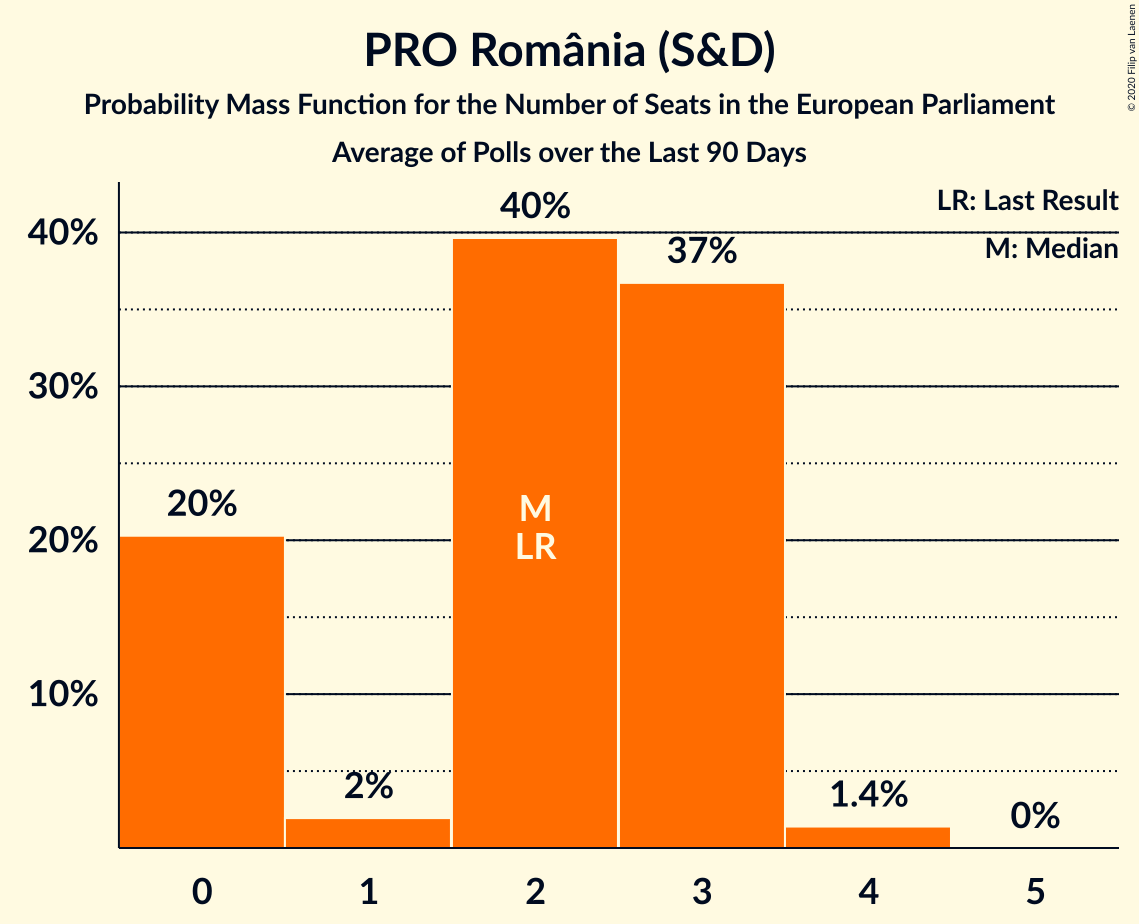 PRO România (S&D)
Probability Mass Function for the Number of Seats in the European Parliament
Average of Polls over the Last 90 Days
© 2020 Filip van Laenen
LR: Last Result
M: Median
40%
30%
20%
10%
20%
2%
40%
37%
1.4%
0%
M
LR
0 1 2 3 4 5